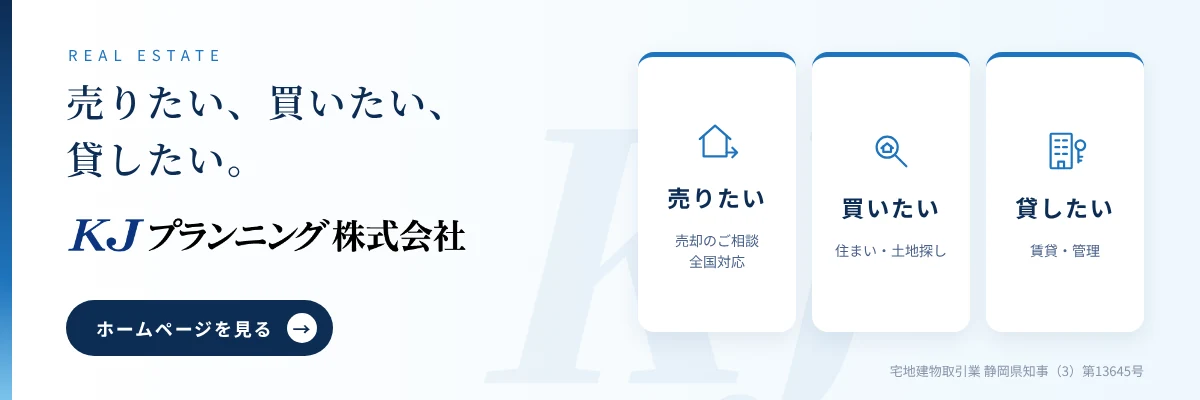 REAL ESTATE
売りたい、買いたい、
貸したい。
KJプランニング株式会社
ホームページを見る
売りたい
売却のご相談
全国対応
買いたい
住まい・土地探し
貸したい
賃貸・管理
宅地建物取引業 静岡県知事（3）第13645号
KJ